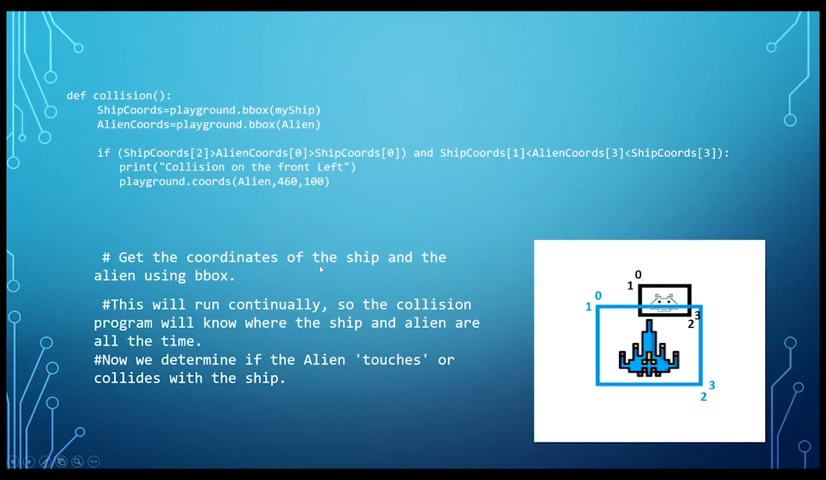 def collision():
ShipCoords=playground.bbox(myShip)
AlienCoords=playground.bbox(Alien)
if (ShipCoords[2]>AlienCoords[0]>ShipCoords[0]) and ShipCoords[1]<AlienCoords[3]<ShipCoords[3]):
print("Collision on the front Left")
playground.coords(Alien,460,100)
# Get the coordinates of the ship and the
alien using bbox.
#This will run continually, so the collision
program will know where the ship and alien are
all the time.
#Now we determine if the Alien 'touches' or
collides with the ship.
0
1
0
1
3
2
3
2